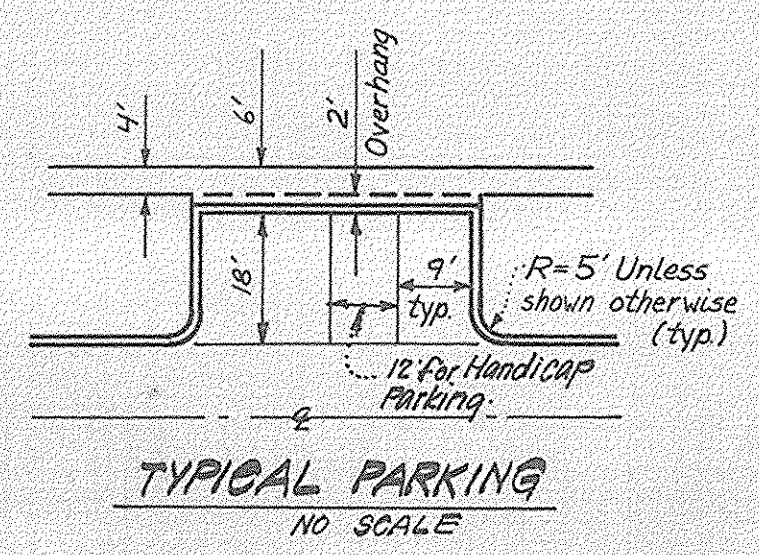 4'
6'
2'
Overhang
18'
9'
typ.
R=5' Unless
shown otherwise
(typ.)
12' for Handicap
Parking.
℄
TYPICAL PARKING
NO SCALE